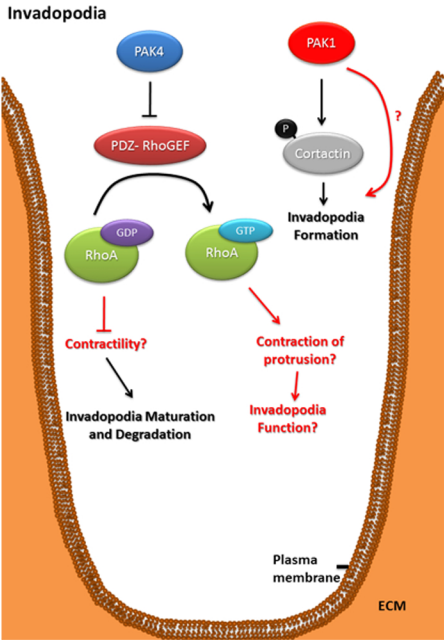 Invadopodia
PAK4
PAK1
?
PDZ- RhoGEF
P
Cortactin
Invadopodia
Formation
GDP
RhoA
GTP
RhoA
Contractility?
Contraction of
protrusion?
Invadopodia Maturation
and Degradation
Invadopodia
Function?
Plasma
membrane
ECM